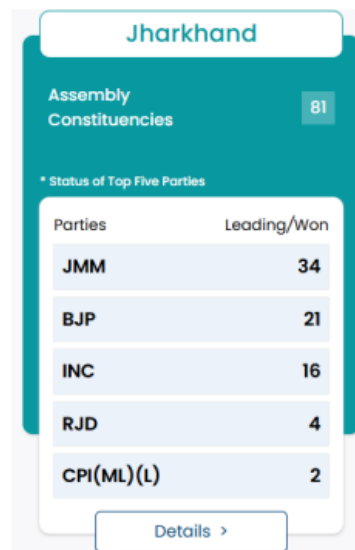 Jharkhand
Assembly
Constituencies
81
* Status of Top Five Parties
Parties Leading/Won
JMM 34
BJP 21
INC 16
RJD 4
CPI(ML)(L) 2
Details >